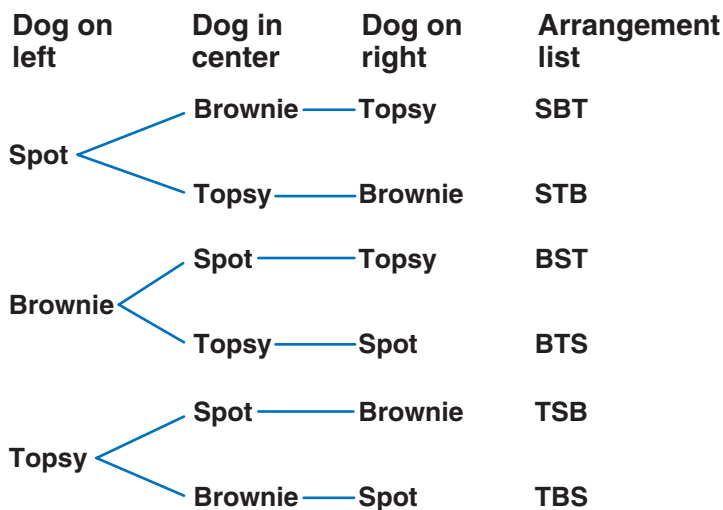 Dog on left Dog in center Dog on right Arrangement list
Brownie Topsy SBT
Spot
Topsy Brownie STB
Spot Topsy BST
Brownie
Topsy Spot BTS
Spot Brownie TSB
Topsy
Brownie Spot TBS